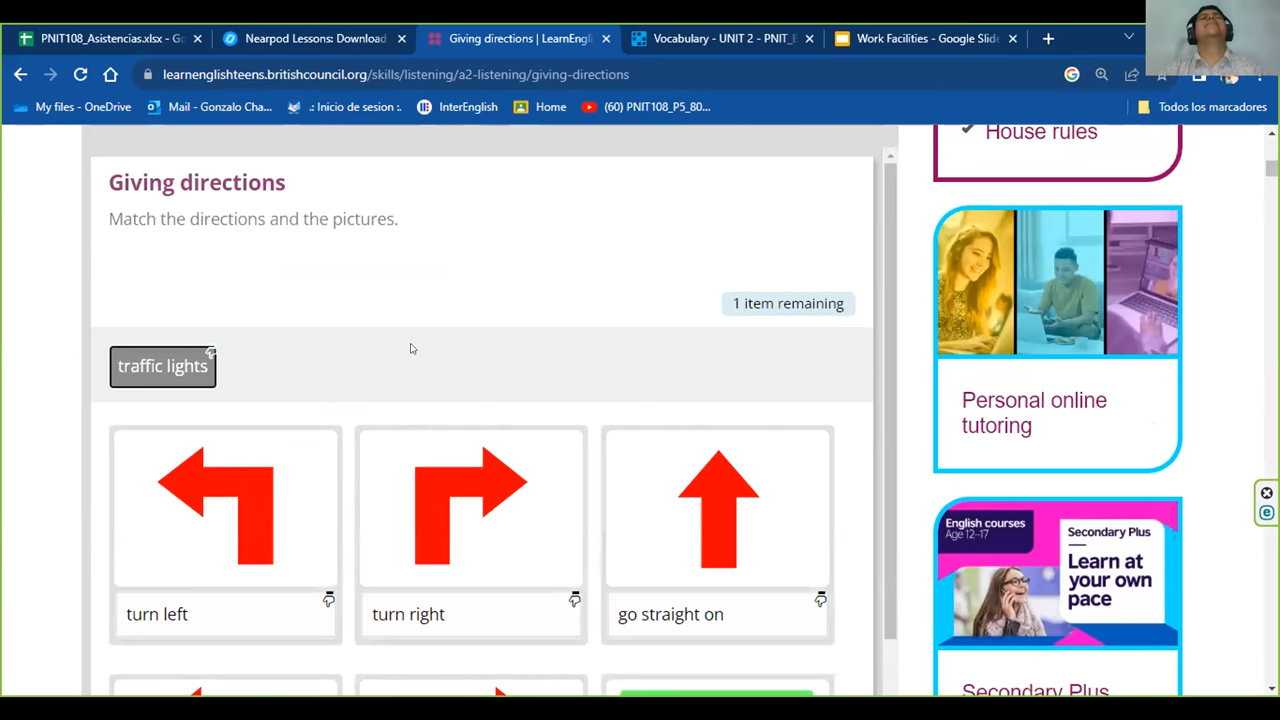 PNIT108_Asistencias.xlsx - Go
Nearpod Lessons: Download
Giving directions | LearnEngli
Vocabulary - UNIT 2 - PNIT_
Work Facilities - Google Slide
learnenglishteens.britishcouncil.org/skills/listening/a2-listening/giving-directions
My files - OneDrive
Mail - Gonzalo Cha...
.: Inicio de sesion :.
InterEnglish
Home
(60) PNIT108_P5_80...
Todos los marcadores
House rules
Giving directions
Match the directions and the pictures.
1 item remaining
traffic lights
turn left
turn right
go straight on
Personal online
tutoring
English courses
Age 12–17
Secondary Plus
Learn at
your own
pace
Secondary Plus